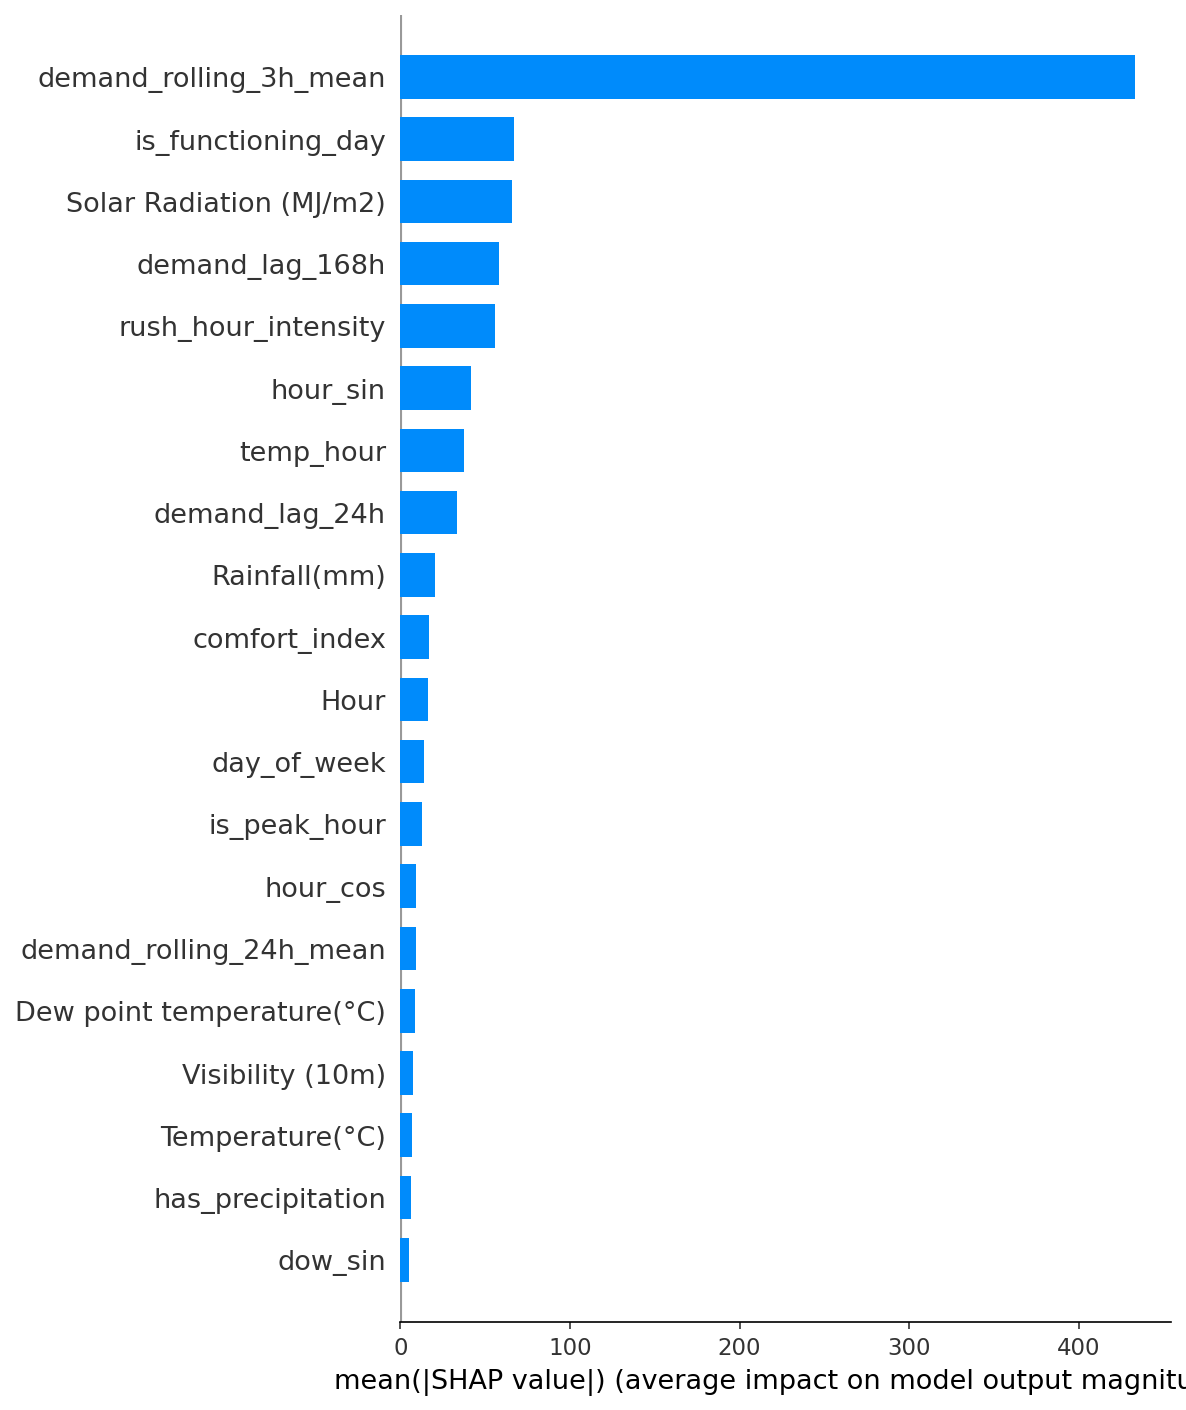 demand_rolling_3h_mean
is_functioning_day
Solar Radiation (MJ/m2)
demand_lag_168h
rush_hour_intensity
hour_sin
temp_hour
demand_lag_24h
Rainfall(mm)
comfort_index
Hour
day_of_week
is_peak_hour
hour_cos
demand_rolling_24h_mean
Dew point temperature(°C)
Visibility (10m)
Temperature(°C)
has_precipitation
dow_sin
0 100 200 300 400
mean(|SHAP value|) (average impact on model output magnitu